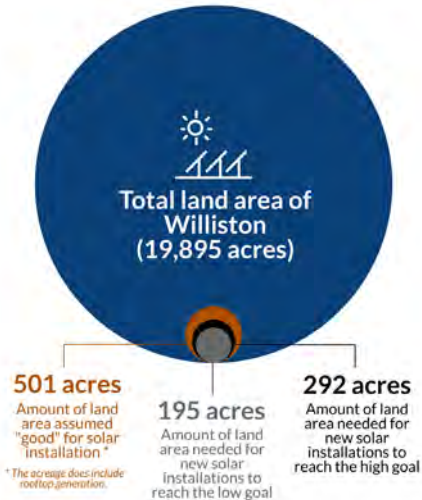 Total land area of
Williston
(19,895 acres)
501 acres
Amount of land
area assumed
"good" for solar
installation *
* The acreage does include
rooftop generation.
195 acres
Amount of land
area needed for
new solar
installations to
reach the low goal
292 acres
Amount of land
area needed for
new solar
installations to
reach the high goal